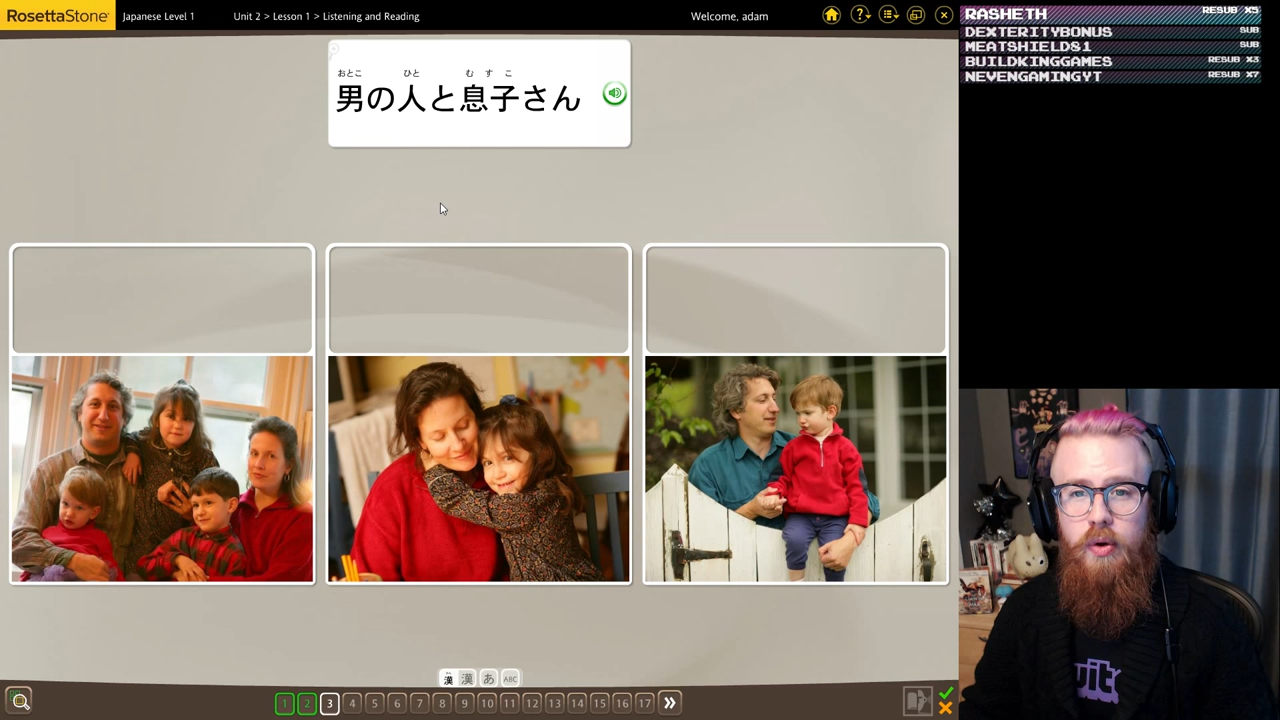 RosettaStone
Japanese Level 1
Unit 2 > Lesson 1 > Listening and Reading
Welcome, adam
?
RASHETH RESUB X5
DEXTERITYBONUS SUB
MEATSHIELD81 SUB
BUILDKINGGAMES RESUB X3
NEVENGAMINGYT RESUB X7
おとこ ひと むすこ
男の人と息子さん
漢 漢 あ ABC
1 2 3 4 5 6 7 8 9 10 11 12 13 14 15 16 17